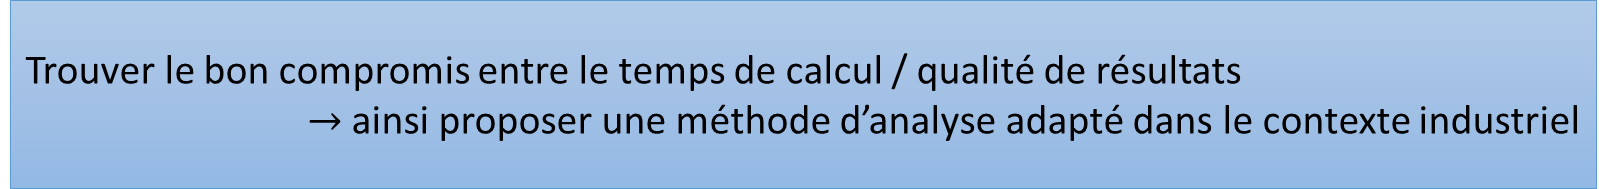 Trouver le bon compromis entre le temps de calcul / qualité de résultats
→ ainsi proposer une méthode d’analyse adapté dans le contexte industriel